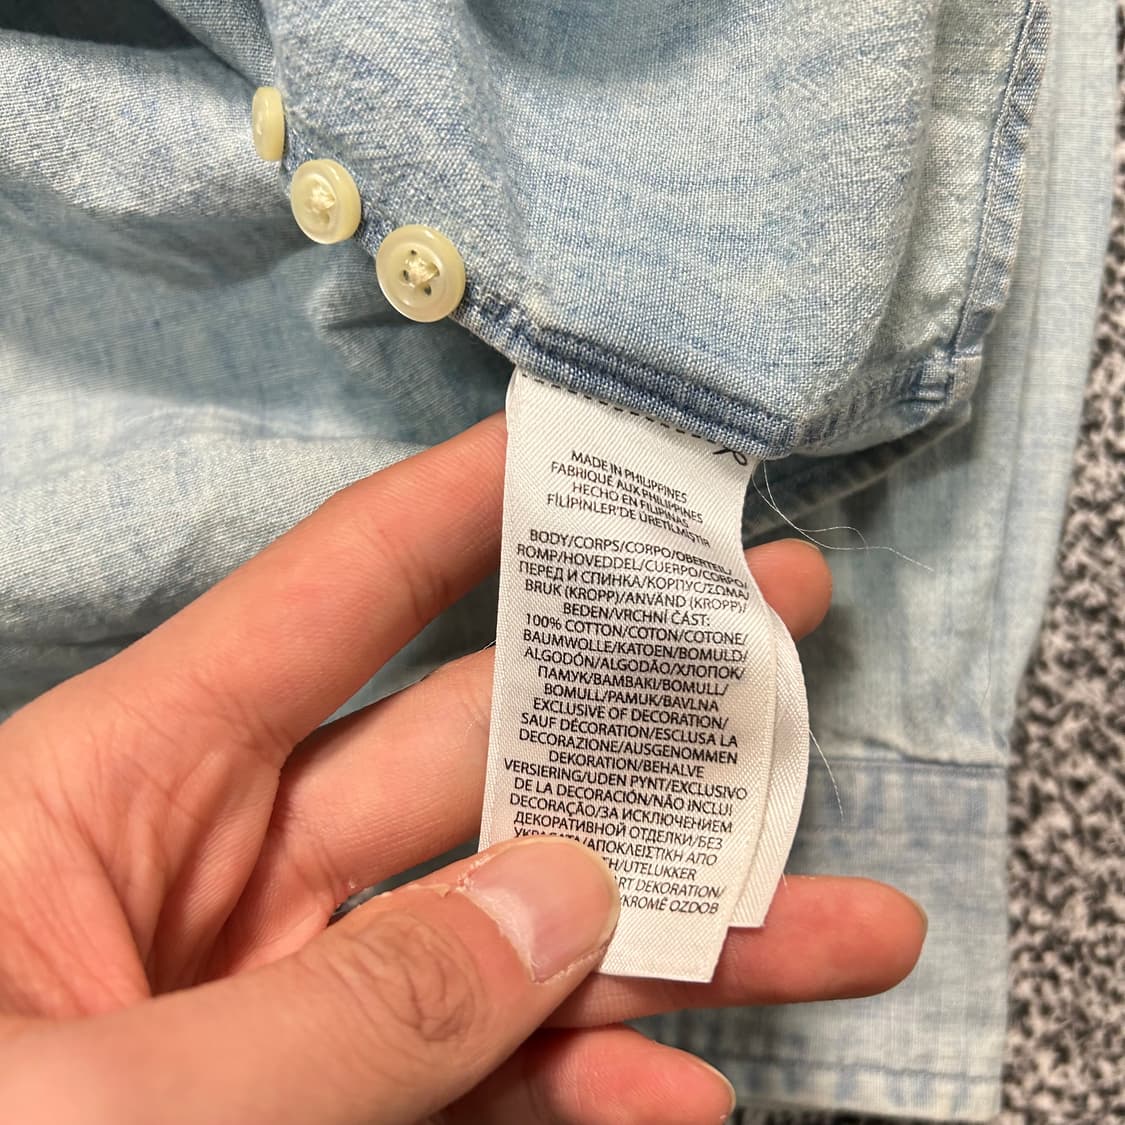 MADE IN PHILIPPINES
FABRIQUÉ AUX PHILIPPINES
HECHO EN FILIPINAS
FİLİPİNLER'DE ÜRETİLMİŞTİR
BODY/CORPS/CORPO/OBERTEIL/
ROMP/HOVEDDEL/CUERPO/CORPO/
ПЕРЕД И СПИНКА/КОРПУС/ΣΩΜΑ/
BRUK (KROPP)/ANVÄND (KROPP)/
BEDEN/VRCHNÍ ČÁST:
100% COTTON/COTON/COTONE/
BAUMWOLLE/KATOEN/BOMULD/
ALGODÓN/ALGODÃO/ХЛОПОК/
ПАМУК/ΒΑΜΒΑΚΙ/BOMULL/
BOMULL/PAMUK/BAVLNA
EXCLUSIVE OF DECORATION/
SAUF DÉCORATION/ESCLUSA LA
DECORAZIONE/AUSGENOMMEN
DEKORATION/BEHALVE
VERSIERING/UDEN PYNT/EXCLUSIVO
DE LA DECORACIÓN/NÃO INCLUI
DECORAÇÃO/ЗА ИСКЛЮЧЕНИЕМ
ДЕКОРАТИВНОЙ ОТДЕЛКИ/БЕЗ
УКРАСАТА/ΑΠΟΚΛΕΙΣΤΙΚΗ ΑΠΟ
/UTELUKKER
DEKORATION/
KROMĚ OZDOB